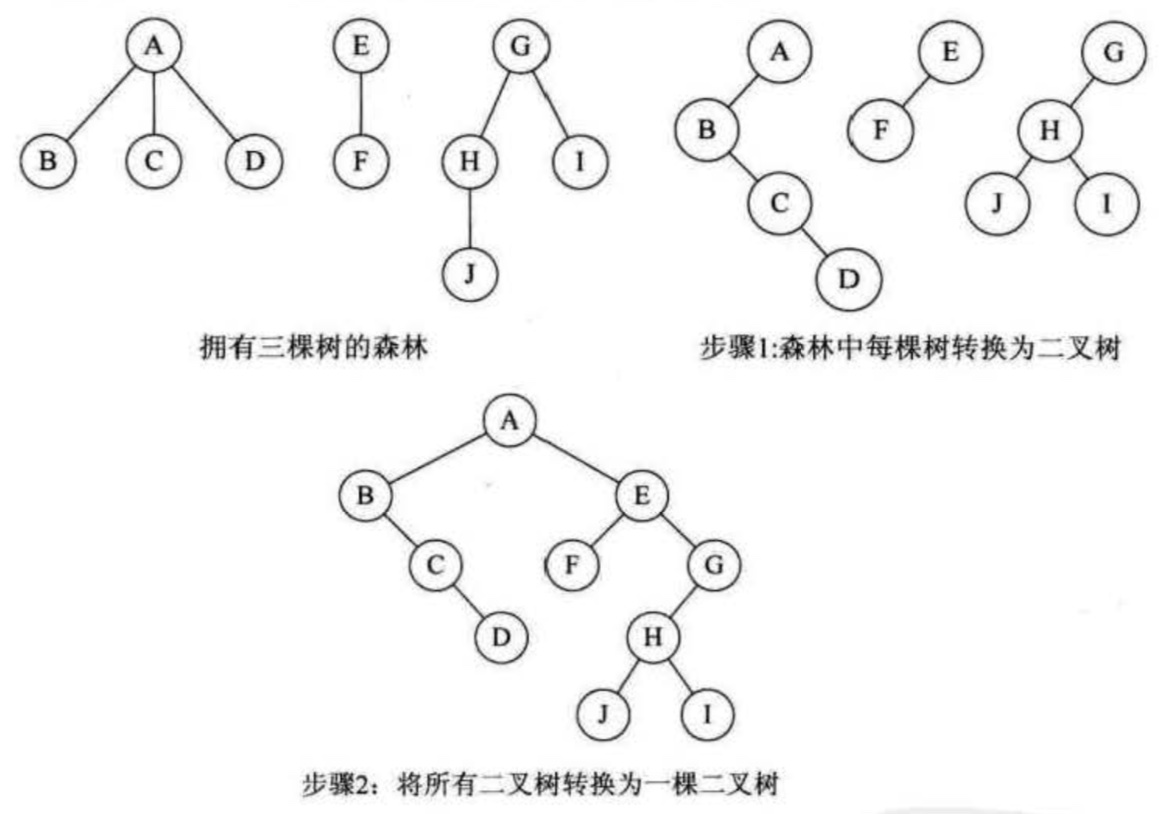 A E G
B C D F H I
J
A E G
B F H
C J I
D
拥有三棵树的森林
步骤1:森林中每棵树转换为二叉树
A
B E
C F G
D H
J I
步骤2：将所有二叉树转换为一棵二叉树